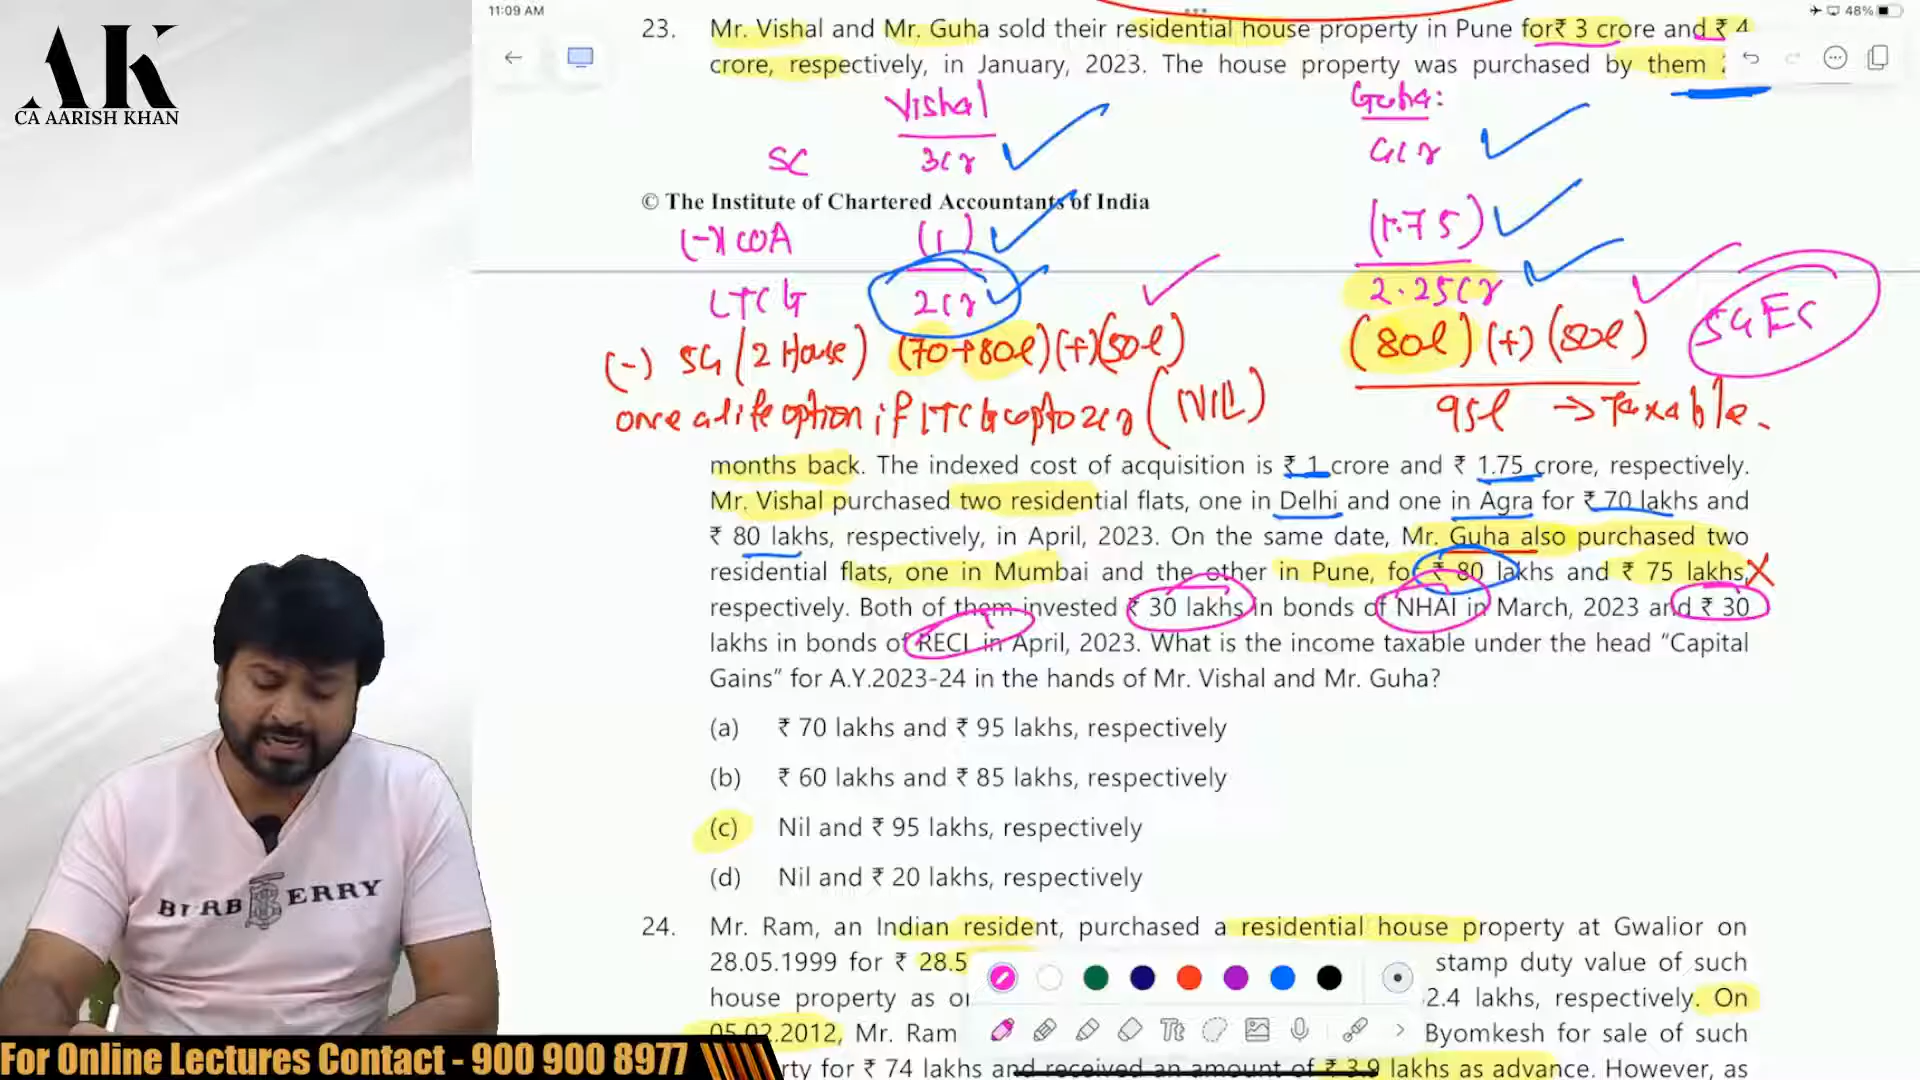 11:09 AM
48%
AK
CA AARISH KHAN
23. Mr. Vishal and Mr. Guha sold their residential house property in Pune for₹ 3 crore and ₹ 4
crore, respectively, in January, 2023. The house property was purchased by them
Vishal Guha:
SC 3cr 4cr
© The Institute of Chartered Accountants of India
(-) COA (1) (1.75)
LTCG 2cr 2.25cr
(-) 54 (2 House) (70+80l) (+) (50l) (80l) (+) (50l) 54EC
once a life option if LTCG upto 2cr (NIL) 95l → Taxable.
months back. The indexed cost of acquisition is ₹ 1 crore and ₹ 1.75 crore, respectively.
Mr. Vishal purchased two residential flats, one in Delhi and one in Agra for ₹ 70 lakhs and
₹ 80 lakhs, respectively, in April, 2023. On the same date, Mr. Guha also purchased two
residential flats, one in Mumbai and the other in Pune, for ₹ 80 lakhs and ₹ 75 lakhs,
respectively. Both of them invested ₹ 30 lakhs in bonds of NHAI in March, 2023 and ₹ 30
lakhs in bonds of RECL in April, 2023. What is the income taxable under the head “Capital
Gains” for A.Y.2023-24 in the hands of Mr. Vishal and Mr. Guha?
(a) ₹ 70 lakhs and ₹ 95 lakhs, respectively
(b) ₹ 60 lakhs and ₹ 85 lakhs, respectively
(c) Nil and ₹ 95 lakhs, respectively
(d) Nil and ₹ 20 lakhs, respectively
24. Mr. Ram, an Indian resident, purchased a residential house property at Gwalior on
28.05.1999 for ₹ 28.5 stamp duty value of such
house property as on 2.4 lakhs, respectively. On
05.02.2012, Mr. Ram Byomkesh for sale of such
rty for ₹ 74 lakhs and received an amount of ₹ 3.9 lakhs as advance. However, as
BURBERRY
Tt
For Online Lectures Contact - 900 900 8977